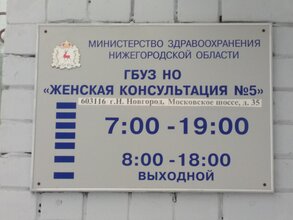 МИНИСТЕРСТВО ЗДРАВООХРАНЕНИЯ
НИЖЕГОРОДСКОЙ ОБЛАСТИ
ГБУЗ НО
«ЖЕНСКАЯ КОНСУЛЬТАЦИЯ №5»
603116 г.Н. Новгород, Московское шоссе, д. 35
7:00 -19:00
8:00 -18:00
ВЫХОДНОЙ